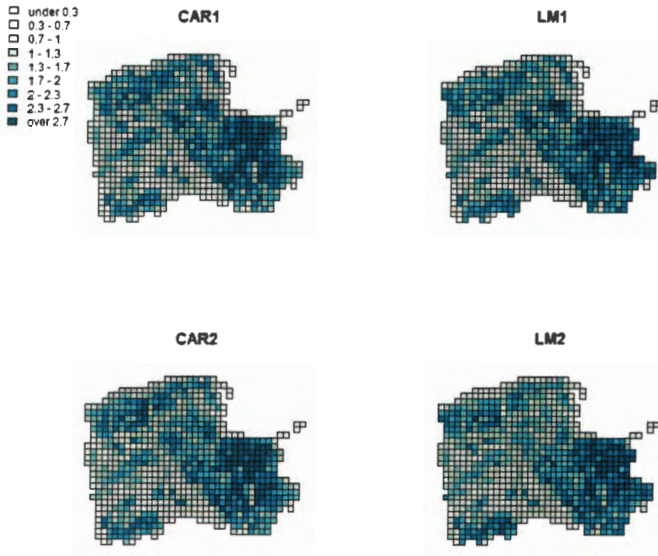 under 0.3
0.3 - 0.7
0.7 - 1
1 - 1.3
1.3 - 1.7
1.7 - 2
2 - 2.3
2.3 - 2.7
over 2.7
CAR1
LM1
CAR2
LM2